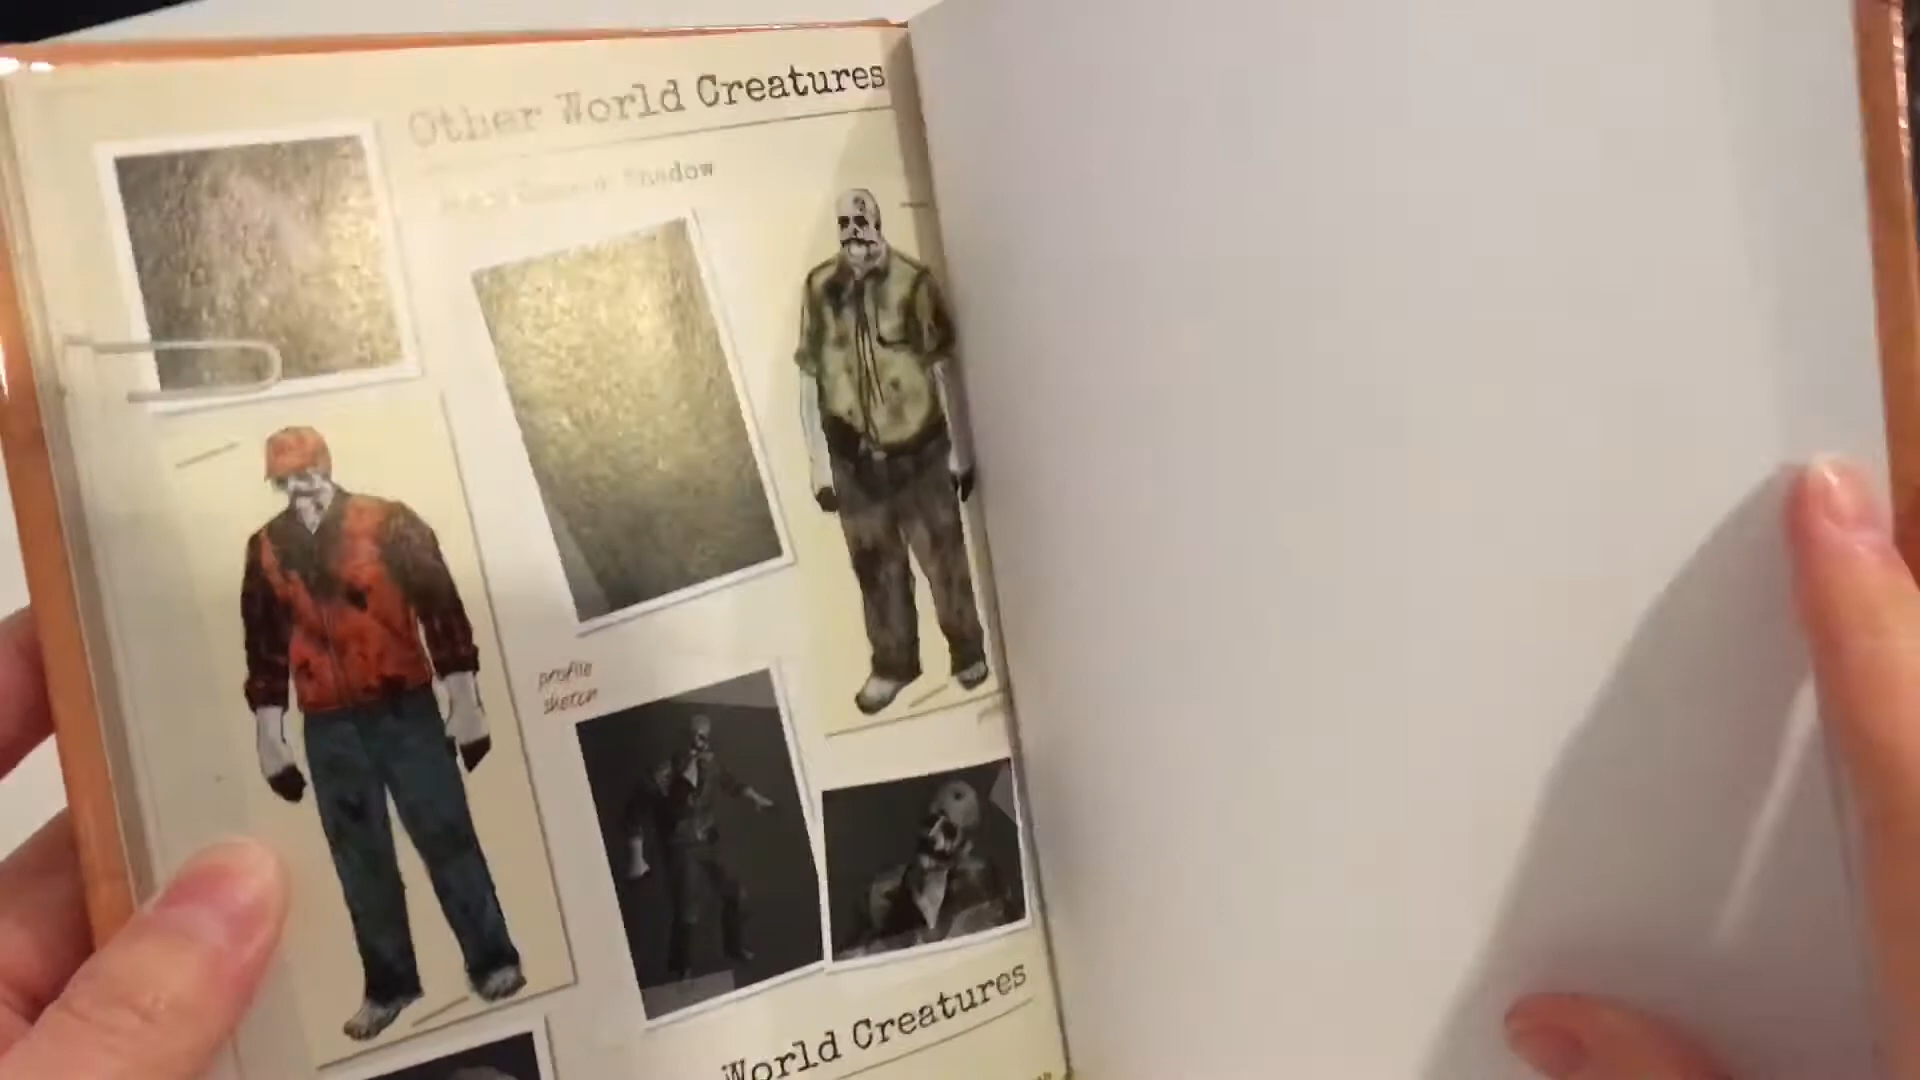 Other World Creatures
Shadow
profile
sketch
World Creatures